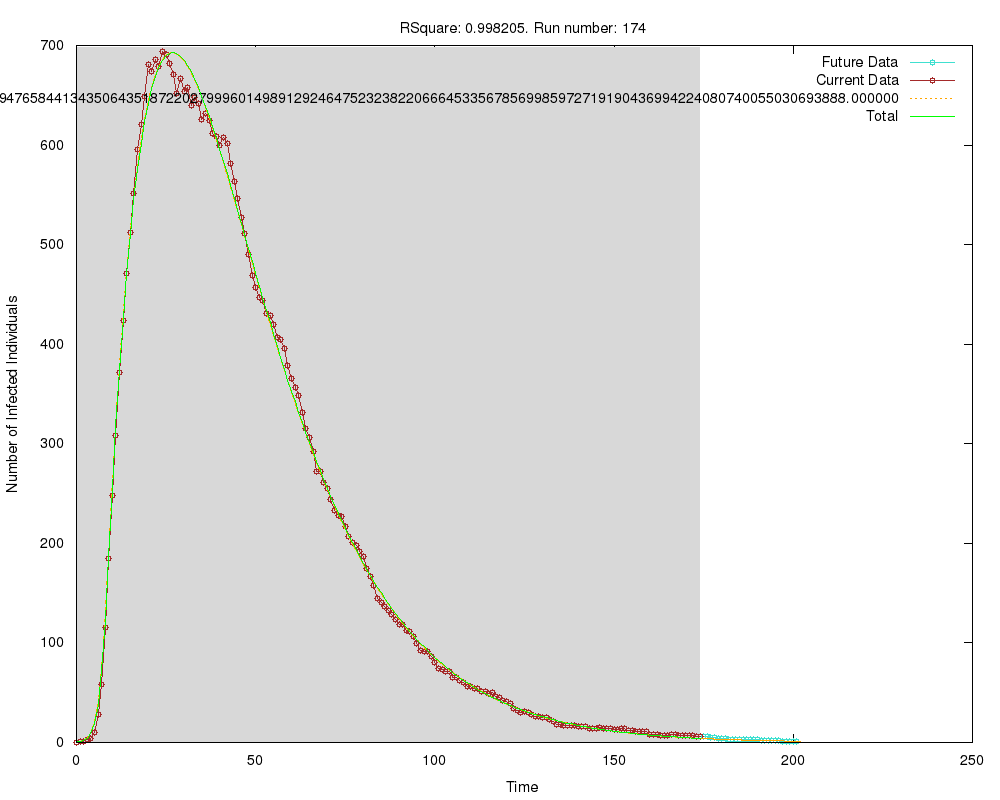 RSquare: 0.998205. Run number: 174
700
600
500
400
300
200
100
0
Number of Infected Individuals
Future Data
Current Data
Total
0
50
100
150
200
250
Time